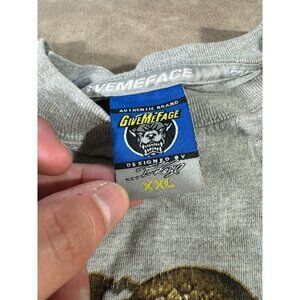 GIVEMEFACE
AUTHENTIC BRAND
GIVEMEFACE
DESIGNED BY
XXL